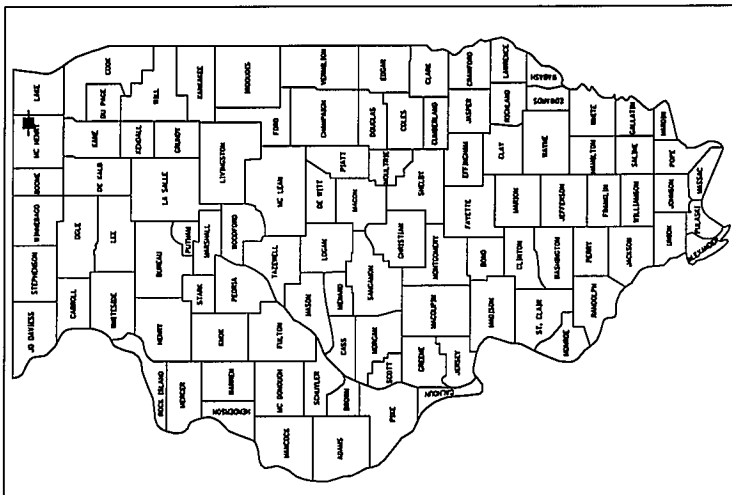 JO DAVIESS
STEPHENSON
WINNEBAGO
BOONE
MC HENRY
LAKE
CARROLL
OGLE
DE KALB
KANE
COOK
DU PAGE
WHITESIDE
LEE
KENDALL
WILL
ROCK ISLAND
HENRY
BUREAU
LA SALLE
GRUNDY
KANKAKEE
MERCER
PUTNAM
STARK
MARSHALL
LIVINGSTON
IROQUOIS
HENDERSON
WARREN
KNOX
PEORIA
WOODFORD
FORD
HANCOCK
MC DONOUGH
FULTON
TAZEWELL
MC LEAN
CHAMPAIGN
VERMILION
SCHUYLER
MASON
LOGAN
DE WITT
PIATT
ADAMS
BROWN
CASS
MENARD
MACON
DOUGLAS
EDGAR
MORGAN
SANGAMON
MOULTRIE
COLES
PIKE
SCOTT
CHRISTIAN
SHELBY
CUMBERLAND
CLARK
CALHOUN
GREENE
MACOUPIN
MONTGOMERY
JERSEY
FAYETTE
EFFINGHAM
JASPER
CRAWFORD
MADISON
BOND
CLAY
RICHLAND
LAWRENCE
CLINTON
MARION
WAYNE
EDWARDS
WABASH
ST. CLAIR
WASHINGTON
JEFFERSON
MONROE
RANDOLPH
PERRY
FRANKLIN
HAMILTON
WHITE
JACKSON
WILLIAMSON
SALINE
GALLATIN
UNION
JOHNSON
POPE
HARDIN
ALEXANDER
PULASKI
MASSAC